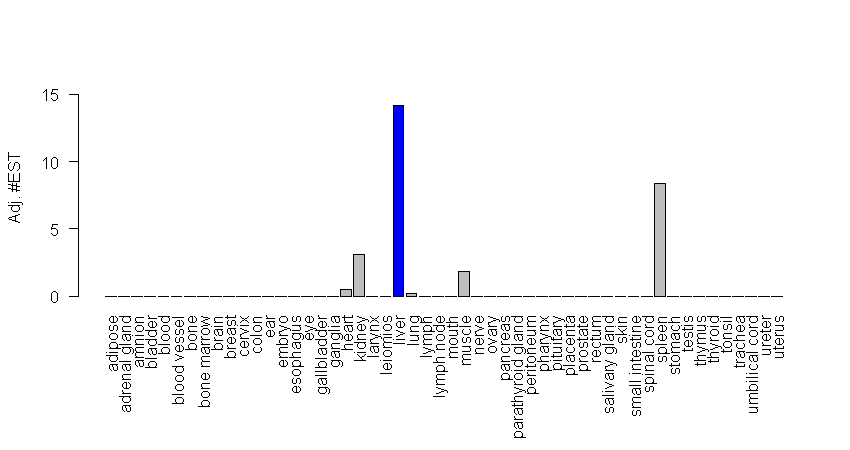 15
10
5
0
Adj. #EST
adipose
adrenal gland
amnion
bladder
blood
blood vessel
bone
bone marrow
brain
breast
cervix
colon
ear
embryo
esophagus
eye
gallbladder
ganglia
heart
kidney
larynx
leiomios
liver
lung
lymph
lymph node
mouth
muscle
nerve
ovary
pancreas
parathyroid gland
peritoneum
pharynx
pituitary
placenta
prostate
rectum
salivary gland
skin
small intestine
spinal cord
spleen
stomach
testis
thymus
thyroid
tonsil
trachea
umbilical cord
ureter
uterus